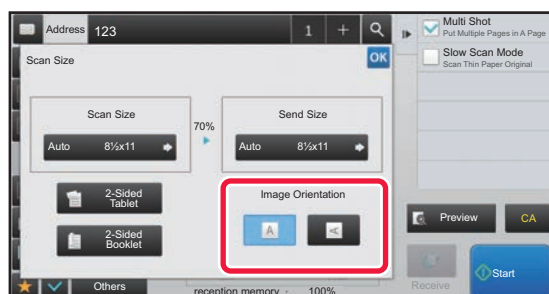 Address 123 1 +
Multi Shot
Put Multiple Pages in A Page
Slow Scan Mode
Scan Thin Paper Original
Scan Size
OK
Scan Size
70%
Send Size
Auto 8½x11
Auto 8½x11
2-Sided
Tablet
2-Sided
Booklet
Image Orientation
A A
Preview
CA
Others
reception memory : 100%
Receive
Start